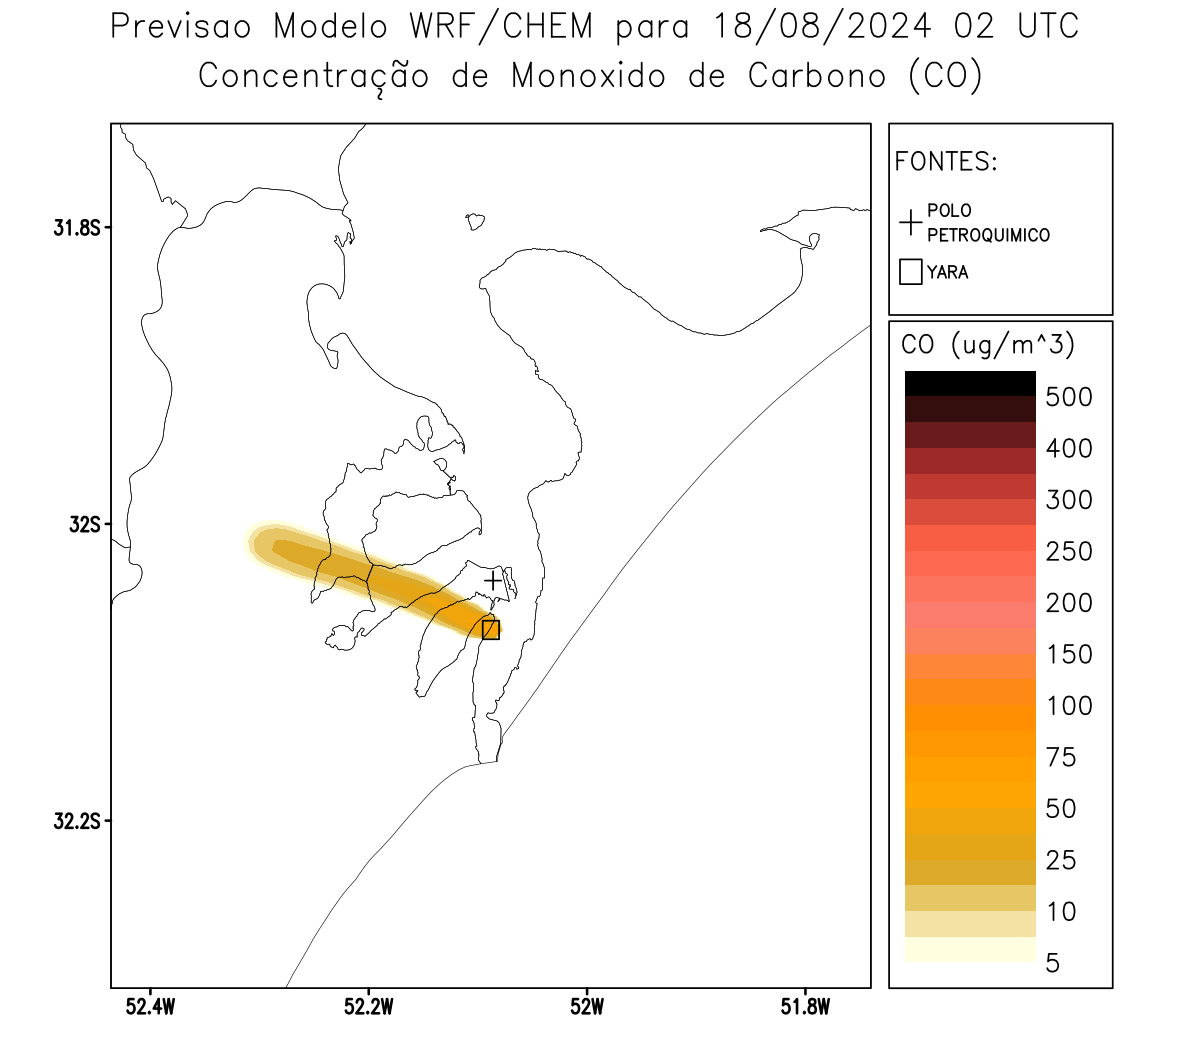 Previsao Modelo WRF/CHEM para 18/08/2024 02 UTC
Concentração de Monoxido de Carbono (CO)
FONTES:
POLO
PETROQUIMICO
YARA
CO (ug/m^3)
500
400
300
250
200
150
100
75
50
25
10
5
31.8S
32S
32.2S
52.4W
52.2W
52W
51.8W